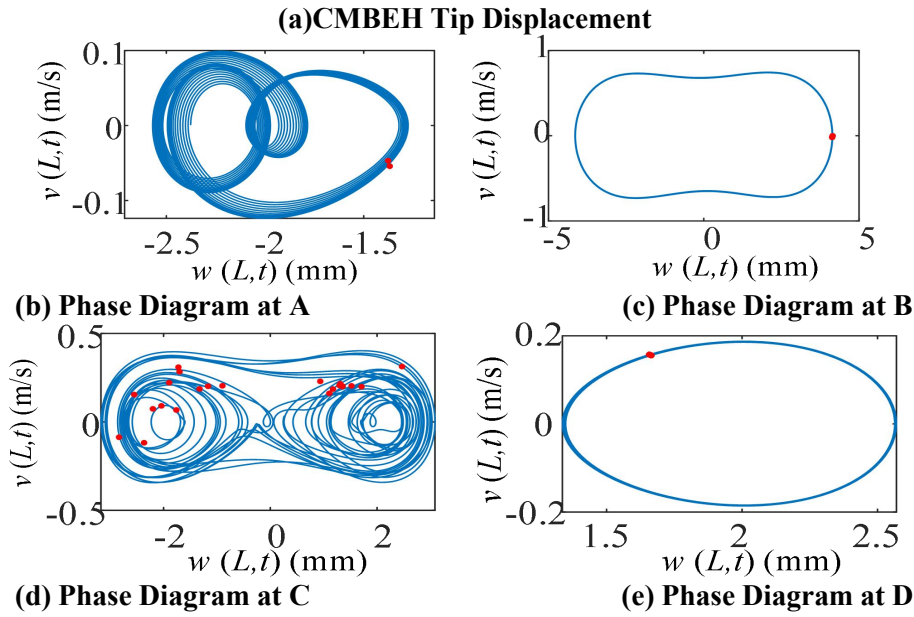 (a)CMBEH Tip Displacement
0.1
0
-0.1
v (L,t) (m/s)
-2.5
-2
-1.5
w (L,t) (mm)
(b) Phase Diagram at A
1
0
-1
v (L,t) (m/s)
-5
0
5
w (L,t) (mm)
(c) Phase Diagram at B
0.5
0
-0.5
v (L,t) (m/s)
-2
0
2
w (L,t) (mm)
(d) Phase Diagram at C
0.2
0
-0.2
v (L,t) (m/s)
1.5
2
2.5
w (L,t) (mm)
(e) Phase Diagram at D